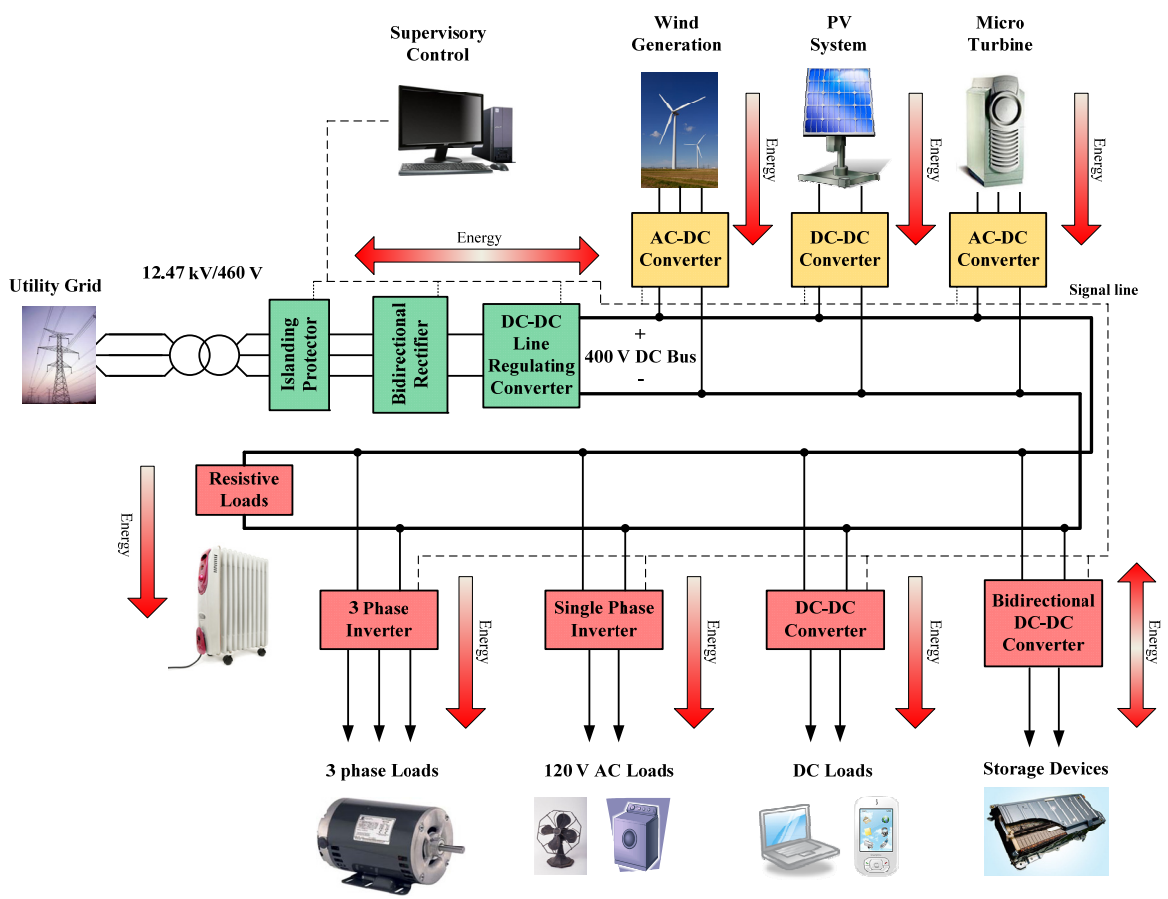 Supervisory
Control
Wind
Generation
PV
System
Micro
Turbine
Energy
Energy
Energy
AC-DC
Converter
DC-DC
Converter
AC-DC
Converter
Energy
12.47 kV/460 V
Utility Grid
Signal line
Islanding
Protector
Bidirectional
Rectifier
DC-DC
Line
Regulating
Converter
+
400 V DC Bus
-
Resistive
Loads
Energy
3 Phase
Inverter
Energy
Single Phase
Inverter
Energy
DC-DC
Converter
Energy
Bidirectional
DC-DC
Converter
Energy
3 phase Loads
120 V AC Loads
DC Loads
Storage Devices